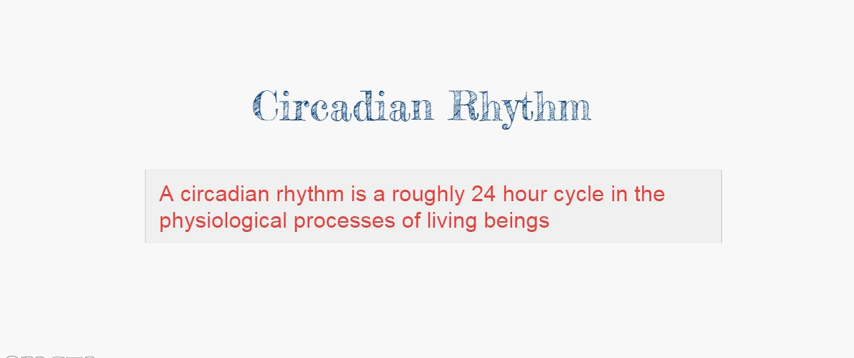 Circadian Rhythm
A circadian rhythm is a roughly 24 hour cycle in the
physiological processes of living beings